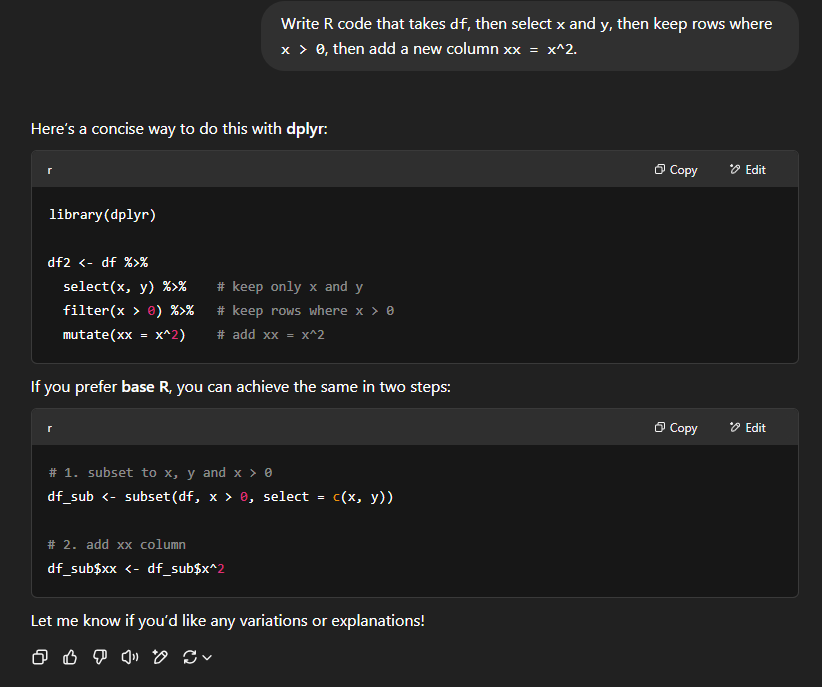 Write R code that takes df, then select x and y, then keep rows where
x > 0, then add a new column xx = x^2.
Here's a concise way to do this with dplyr:
r
Copy
Edit
library(dplyr)
df2 <- df %>%
  select(x, y) %>%    # keep only x and y
  filter(x > 0) %>%   # keep rows where x > 0
  mutate(xx = x^2)    # add xx = x^2
If you prefer base R, you can achieve the same in two steps:
r
Copy
Edit
# 1. subset to x, y and x > 0
df_sub <- subset(df, x > 0, select = c(x, y))
# 2. add xx column
df_sub$xx <- df_sub$x^2
Let me know if you'd like any variations or explanations!